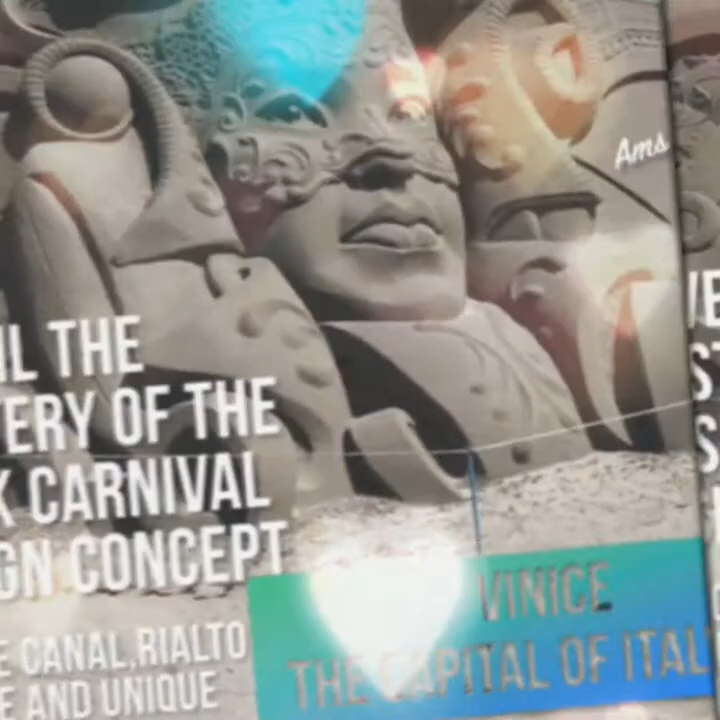 Ams
IL THE
ERY OF THE
K CARNIVAL
GN CONCEPT
E CANAL,RIALTO
E AND UNIQUE
VINICE
THE CAPITAL OF ITAL